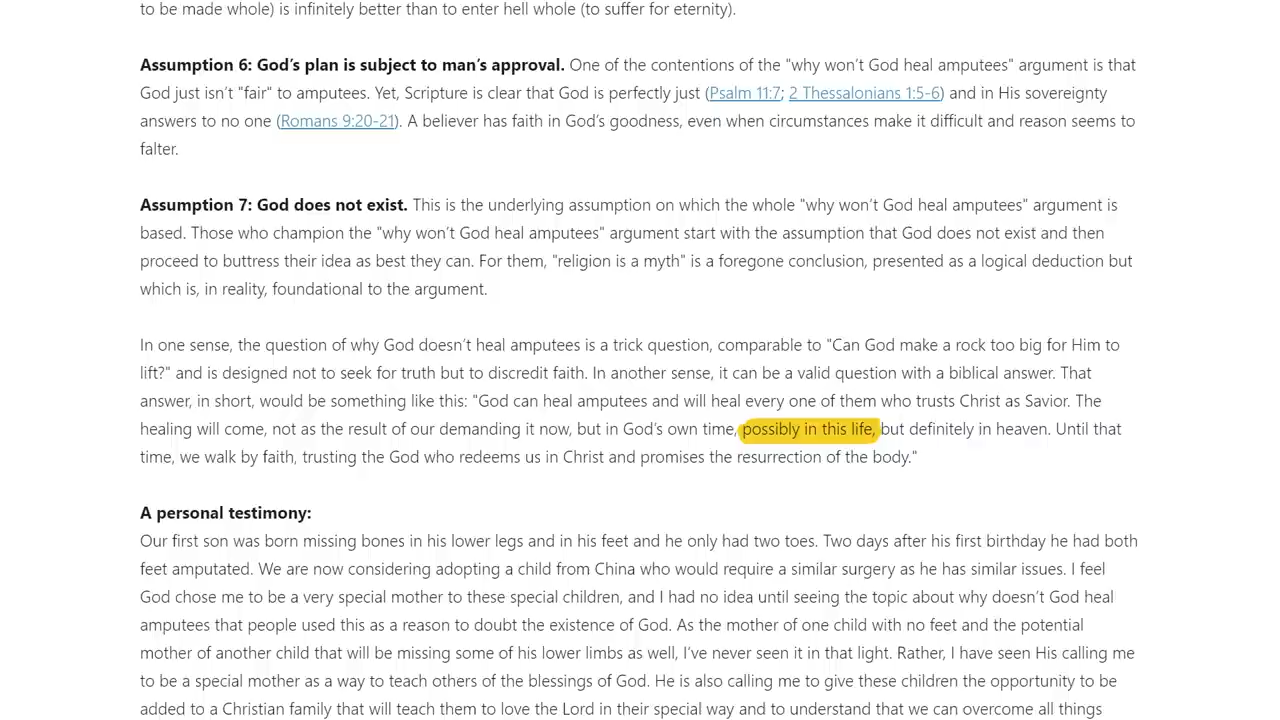 to be made whole) is infinitely better than to enter hell whole (to suffer for eternity).
Assumption 6: God’s plan is subject to man’s approval. One of the contentions of the "why won’t God heal amputees" argument is that
God just isn’t "fair" to amputees. Yet, Scripture is clear that God is perfectly just (Psalm 11:7; 2 Thessalonians 1:5-6) and in His sovereignty
answers to no one (Romans 9:20-21). A believer has faith in God’s goodness, even when circumstances make it difficult and reason seems to
falter.
Assumption 7: God does not exist. This is the underlying assumption on which the whole "why won’t God heal amputees" argument is
based. Those who champion the "why won’t God heal amputees" argument start with the assumption that God does not exist and then
proceed to buttress their idea as best they can. For them, "religion is a myth" is a foregone conclusion, presented as a logical deduction but
which is, in reality, foundational to the argument.
In one sense, the question of why God doesn’t heal amputees is a trick question, comparable to "Can God make a rock too big for Him to
lift?" and is designed not to seek for truth but to discredit faith. In another sense, it can be a valid question with a biblical answer. That
answer, in short, would be something like this: "God can heal amputees and will heal every one of them who trusts Christ as Savior. The
healing will come, not as the result of our demanding it now, but in God’s own time, possibly in this life, but definitely in heaven. Until that
time, we walk by faith, trusting the God who redeems us in Christ and promises the resurrection of the body."
A personal testimony:
Our first son was born missing bones in his lower legs and in his feet and he only had two toes. Two days after his first birthday he had both
feet amputated. We are now considering adopting a child from China who would require a similar surgery as he has similar issues. I feel
God chose me to be a very special mother to these special children, and I had no idea until seeing the topic about why doesn’t God heal
amputees that people used this as a reason to doubt the existence of God. As the mother of one child with no feet and the potential
mother of another child that will be missing some of his lower limbs as well, I’ve never seen it in that light. Rather, I have seen His calling me
to be a special mother as a way to teach others of the blessings of God. He is also calling me to give these children the opportunity to be
added to a Christian family that will teach them to love the Lord in their special way and to understand that we can overcome all things